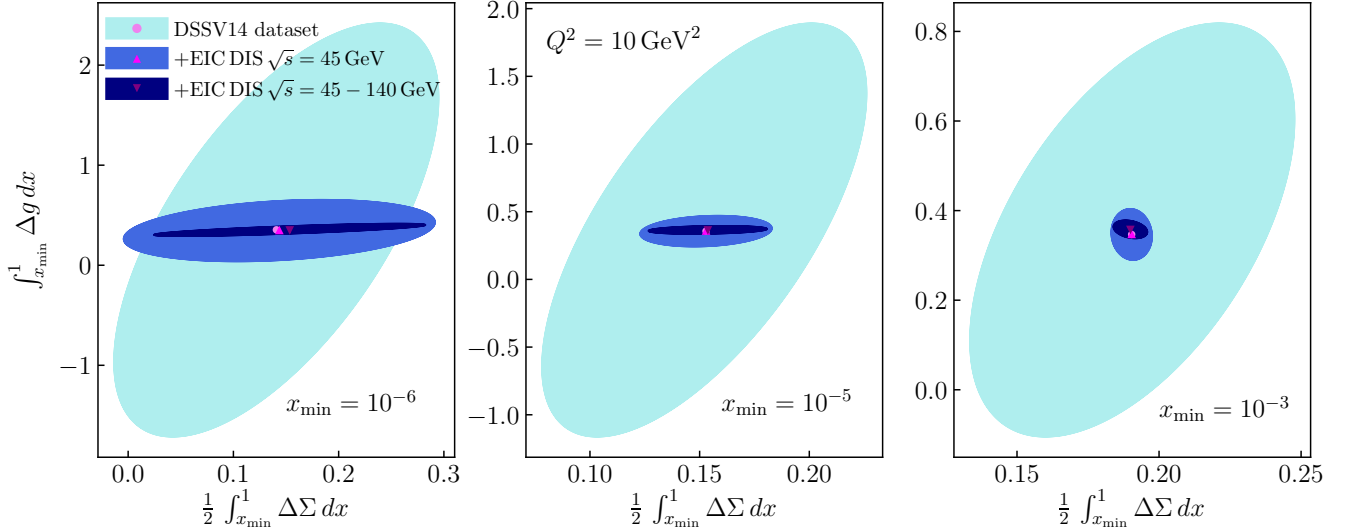 DSSV14 dataset
+EIC DIS √s = 45 GeV
+EIC DIS √s = 45 − 140 GeV
∫¹ₓₘᵢₙ Δg dx
2
1
0
−1
x_min = 10⁻⁶
0.0 0.1 0.2 0.3
½ ∫¹ₓₘᵢₙ ΔΣ dx
Q² = 10 GeV²
2.0
1.5
1.0
0.5
0.0
−0.5
−1.0
x_min = 10⁻⁵
0.10 0.15 0.20
½ ∫¹ₓₘᵢₙ ΔΣ dx
0.8
0.6
0.4
0.2
0.0
x_min = 10⁻³
0.15 0.20 0.25
½ ∫¹ₓₘᵢₙ ΔΣ dx